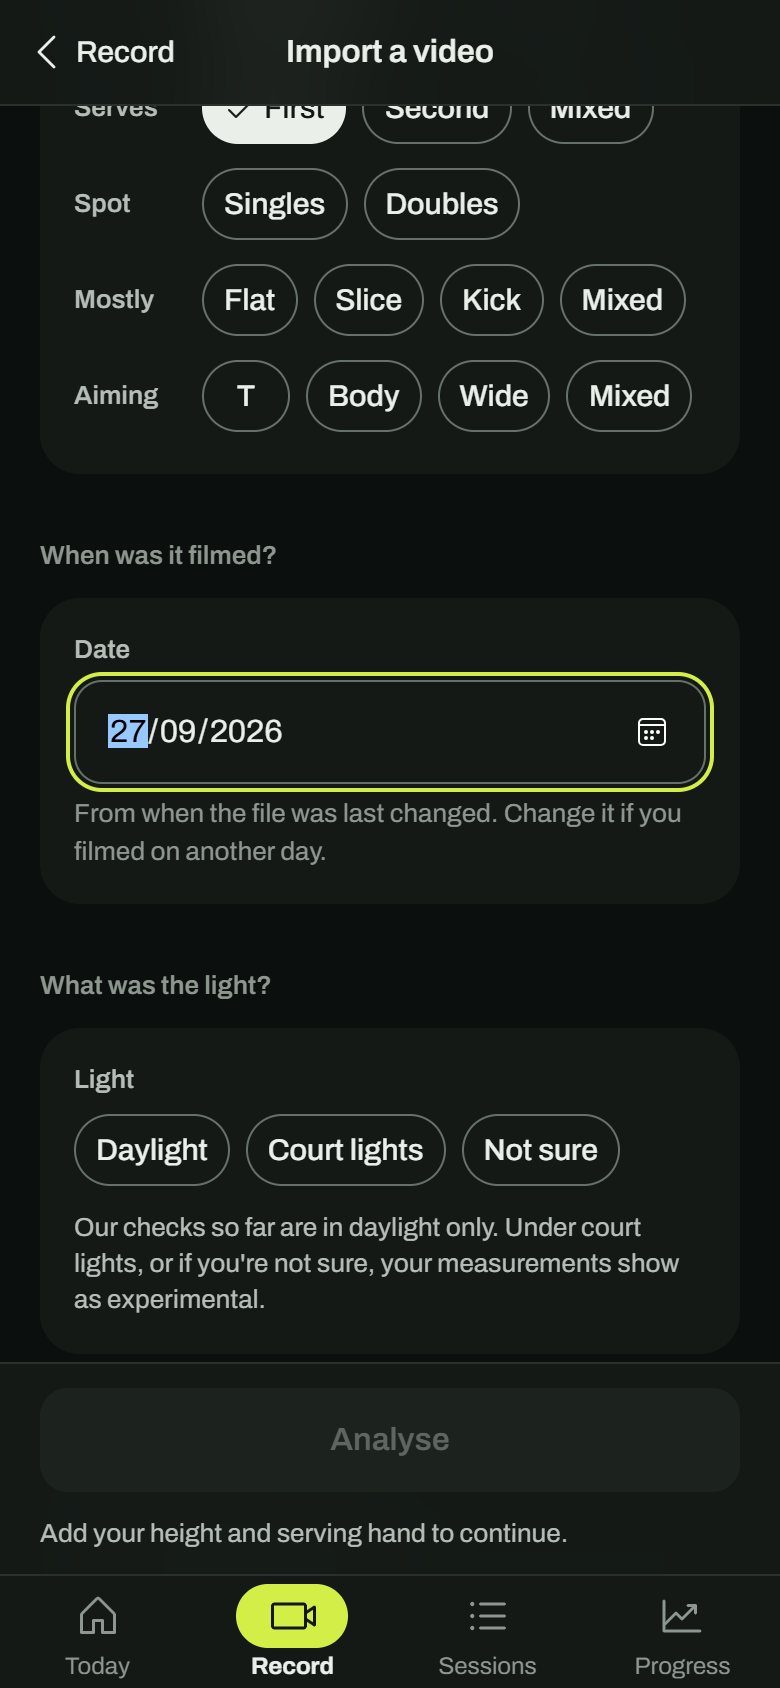 Record
Import a video
Serves First Second Mixed
Spot Singles Doubles
Mostly Flat Slice Kick Mixed
Aiming T Body Wide Mixed
When was it filmed?
Date
27/09/2026
From when the file was last changed. Change it if you
filmed on another day.
What was the light?
Light
Daylight Court lights Not sure
Our checks so far are in daylight only. Under court
lights, or if you're not sure, your measurements show
as experimental.
Analyse
Add your height and serving hand to continue.
Today Record Sessions Progress